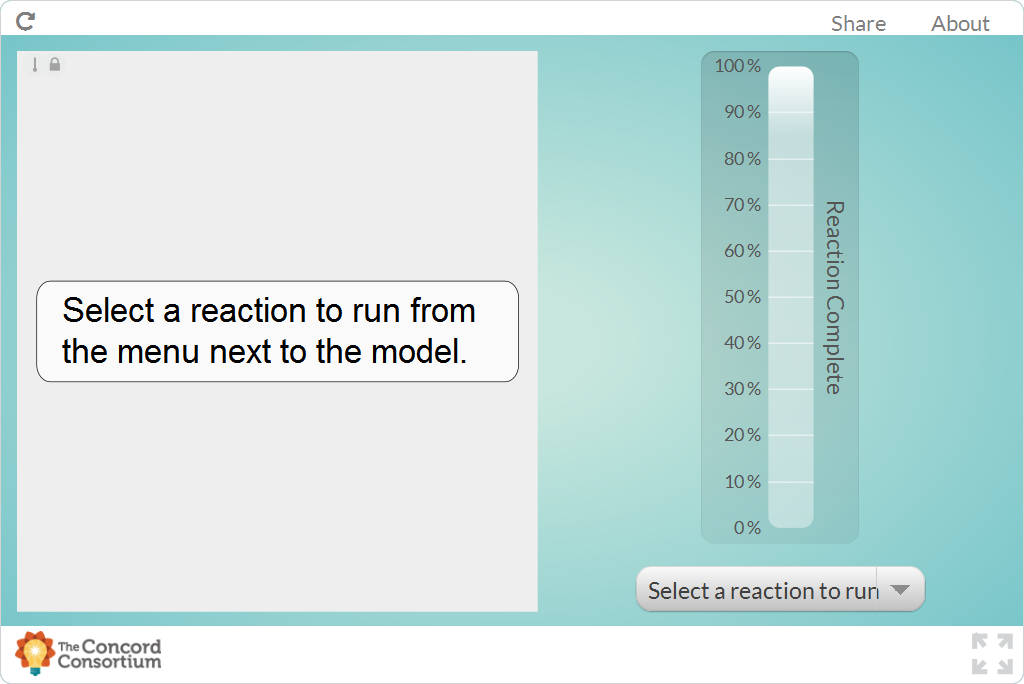 Share About
100 %
90 %
80 %
70 %
60 %
50 %
40 %
30 %
20 %
10 %
0 %
Reaction Complete
Select a reaction to run from
the menu next to the model.
Select a reaction to run
The Concord
Consortium